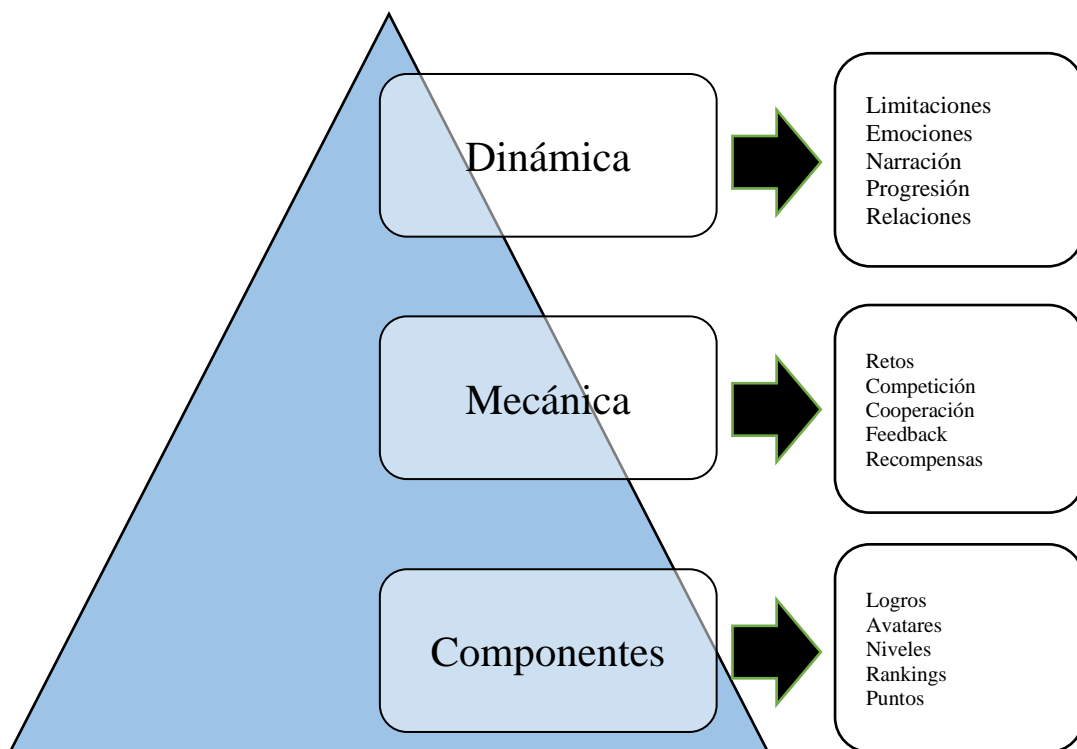 Dinámica
Limitaciones
Emociones
Narración
Progresión
Relaciones
Mecánica
Retos
Competición
Cooperación
Feedback
Recompensas
Componentes
Logros
Avatares
Niveles
Rankings
Puntos